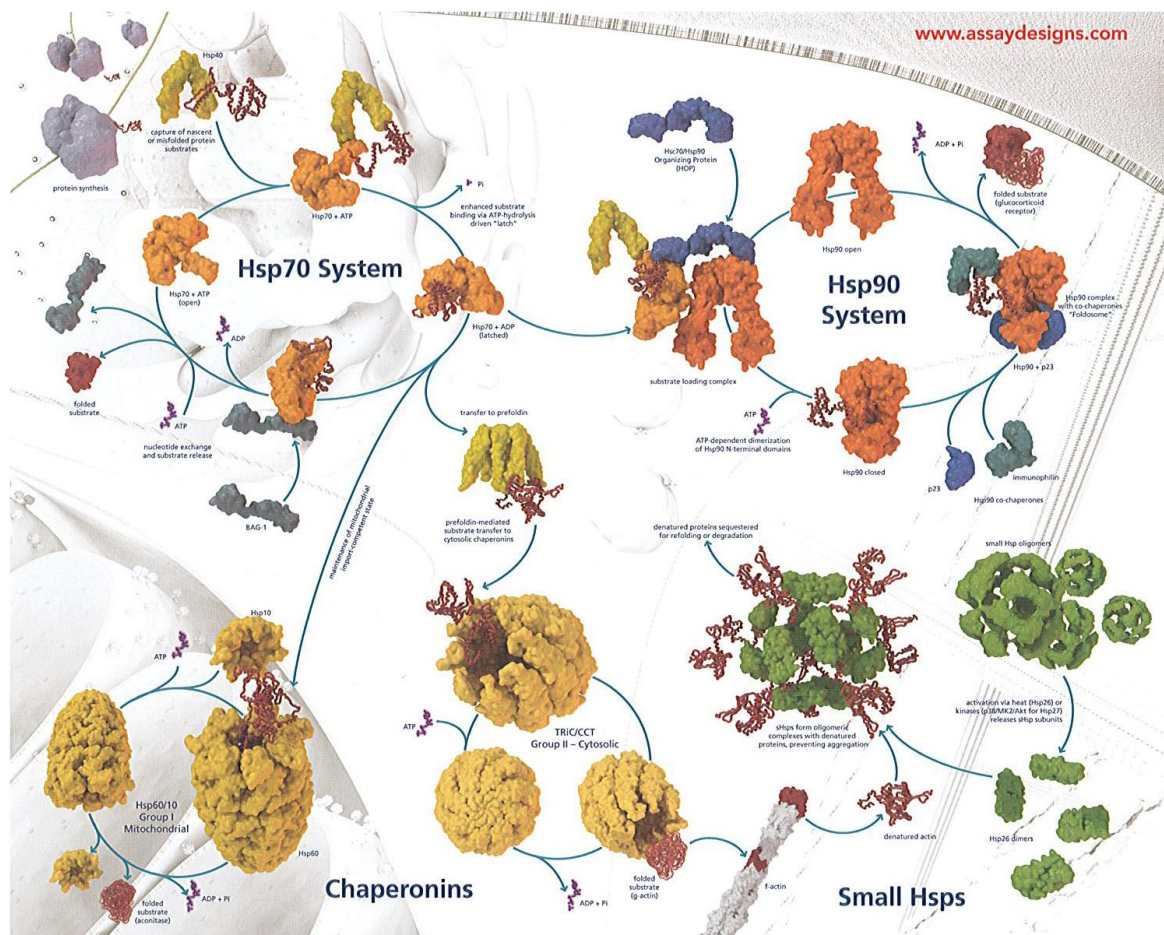 www.assaydesigns.com
Hsp40
capture of nascent
or misfolded protein
substrates
protein synthesis
Hsp70 + ATP
Pi
enhanced substrate
binding via ATP-hydrolysis
driven "latch"
Hsp70 System
Hsp70 + ATP
(open)
Hsp70 + ADP
(latched)
ADP
folded
substrate
ATP
nucleotide exchange
and substrate release
BAG-1
transfer to prefoldin
prefoldin-mediated
substrate transfer to
cytosolic chaperonins
maintenance of mitochondrial
import-competent state
Hsc70/Hsp90
Organizing Protein
(HOP)
Hsp90 open
ADP + Pi
folded substrate
(glucocorticoid
receptor)
Hsp90
System
Hsp90 complex
with co-chaperones
"Foldosome"
Hsp90 + p23
substrate loading complex
ATP
ATP-dependent dimerization
of Hsp90 N-terminal domains
Hsp90 closed
p23
immunophilin
Hsp90 co-chaperones
Hsp10
ATP
Hsp60/10
Group I
Mitochondrial
Hsp60
folded
substrate
(aconitase)
ADP + Pi
Chaperonins
ATP
TRiC/CCT
Group II – Cytosolic
ADP + Pi
folded
substrate
(g-actin)
f-actin
denatured proteins sequestered
for refolding or degradation
small Hsp oligomers
activation via heat (Hsp26) or
kinases (p38/MK2/Akt for Hsp27)
releases sHsp subunits
sHsps form oligomeric
complexes with denatured
proteins, preventing aggregation
denatured actin
Hsp26 dimers
Small Hsps